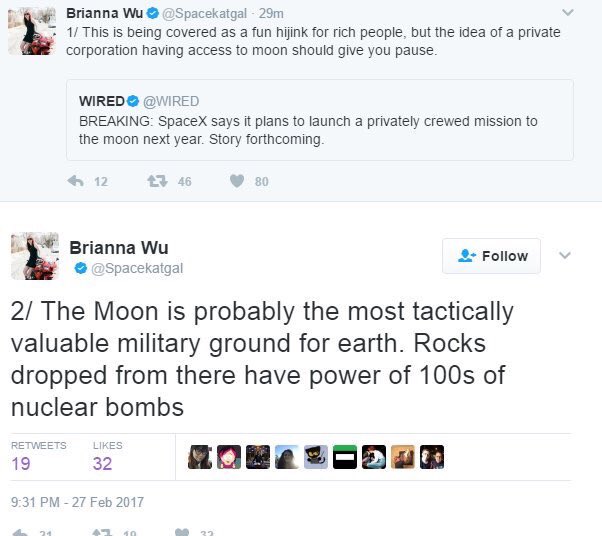 Brianna Wu @Spacekatgal · 29m
1/ This is being covered as a fun hijink for rich people, but the idea of a private
corporation having access to moon should give you pause.
WIRED @WIRED
BREAKING: SpaceX says it plans to launch a privately crewed mission to
the moon next year. Story forthcoming.
12 46 80
Brianna Wu
@Spacekatgal
Follow
2/ The Moon is probably the most tactically
valuable military ground for earth. Rocks
dropped from there have power of 100s of
nuclear bombs
RETWEETS LIKES
19 32
9:31 PM - 27 Feb 2017
21 19 32